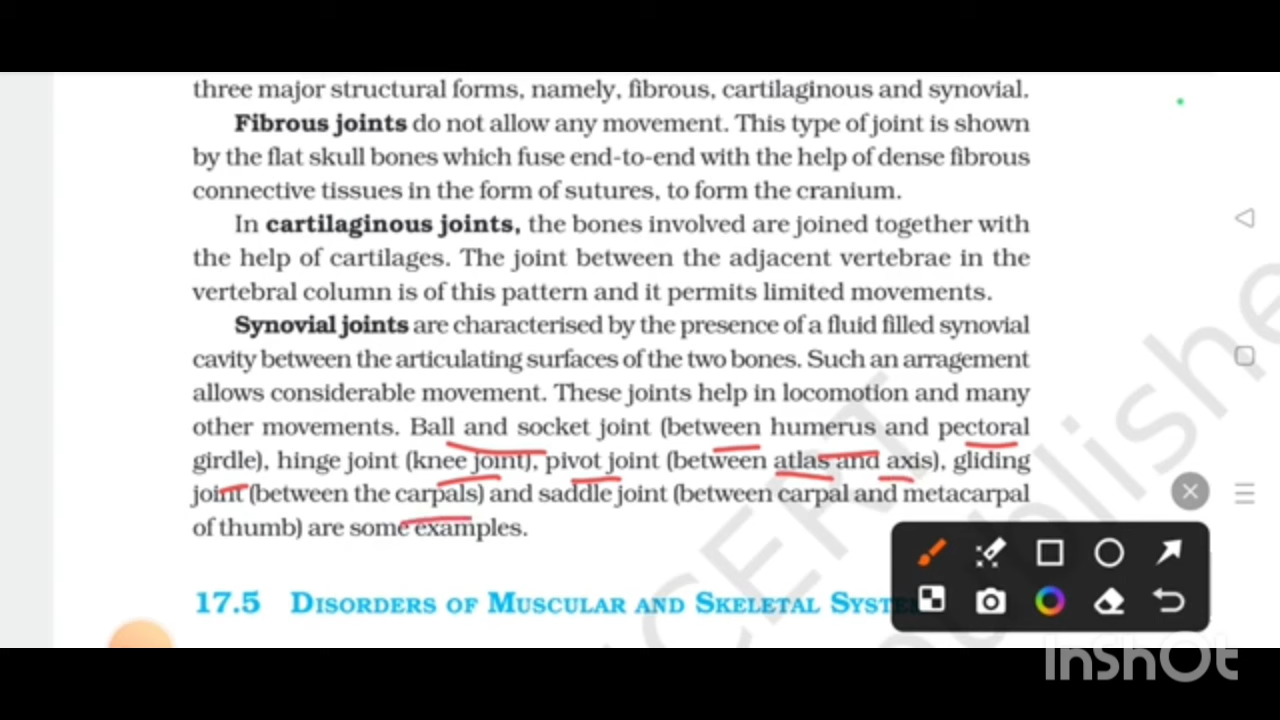 three major structural forms, namely, fibrous, cartilaginous and synovial.
Fibrous joints do not allow any movement. This type of joint is shown
by the flat skull bones which fuse end-to-end with the help of dense fibrous
connective tissues in the form of sutures, to form the cranium.
In cartilaginous joints, the bones involved are joined together with
the help of cartilages. The joint between the adjacent vertebrae in the
vertebral column is of this pattern and it permits limited movements.
Synovial joints are characterised by the presence of a fluid filled synovial
cavity between the articulating surfaces of the two bones. Such an arragement
allows considerable movement. These joints help in locomotion and many
other movements. Ball and socket joint (between humerus and pectoral
girdle), hinge joint (knee joint), pivot joint (between atlas and axis), gliding
joint (between the carpals) and saddle joint (between carpal and metacarpal
of thumb) are some examples.
17.5 DISORDERS OF MUSCULAR AND SKELETAL SYSTE
InShOt